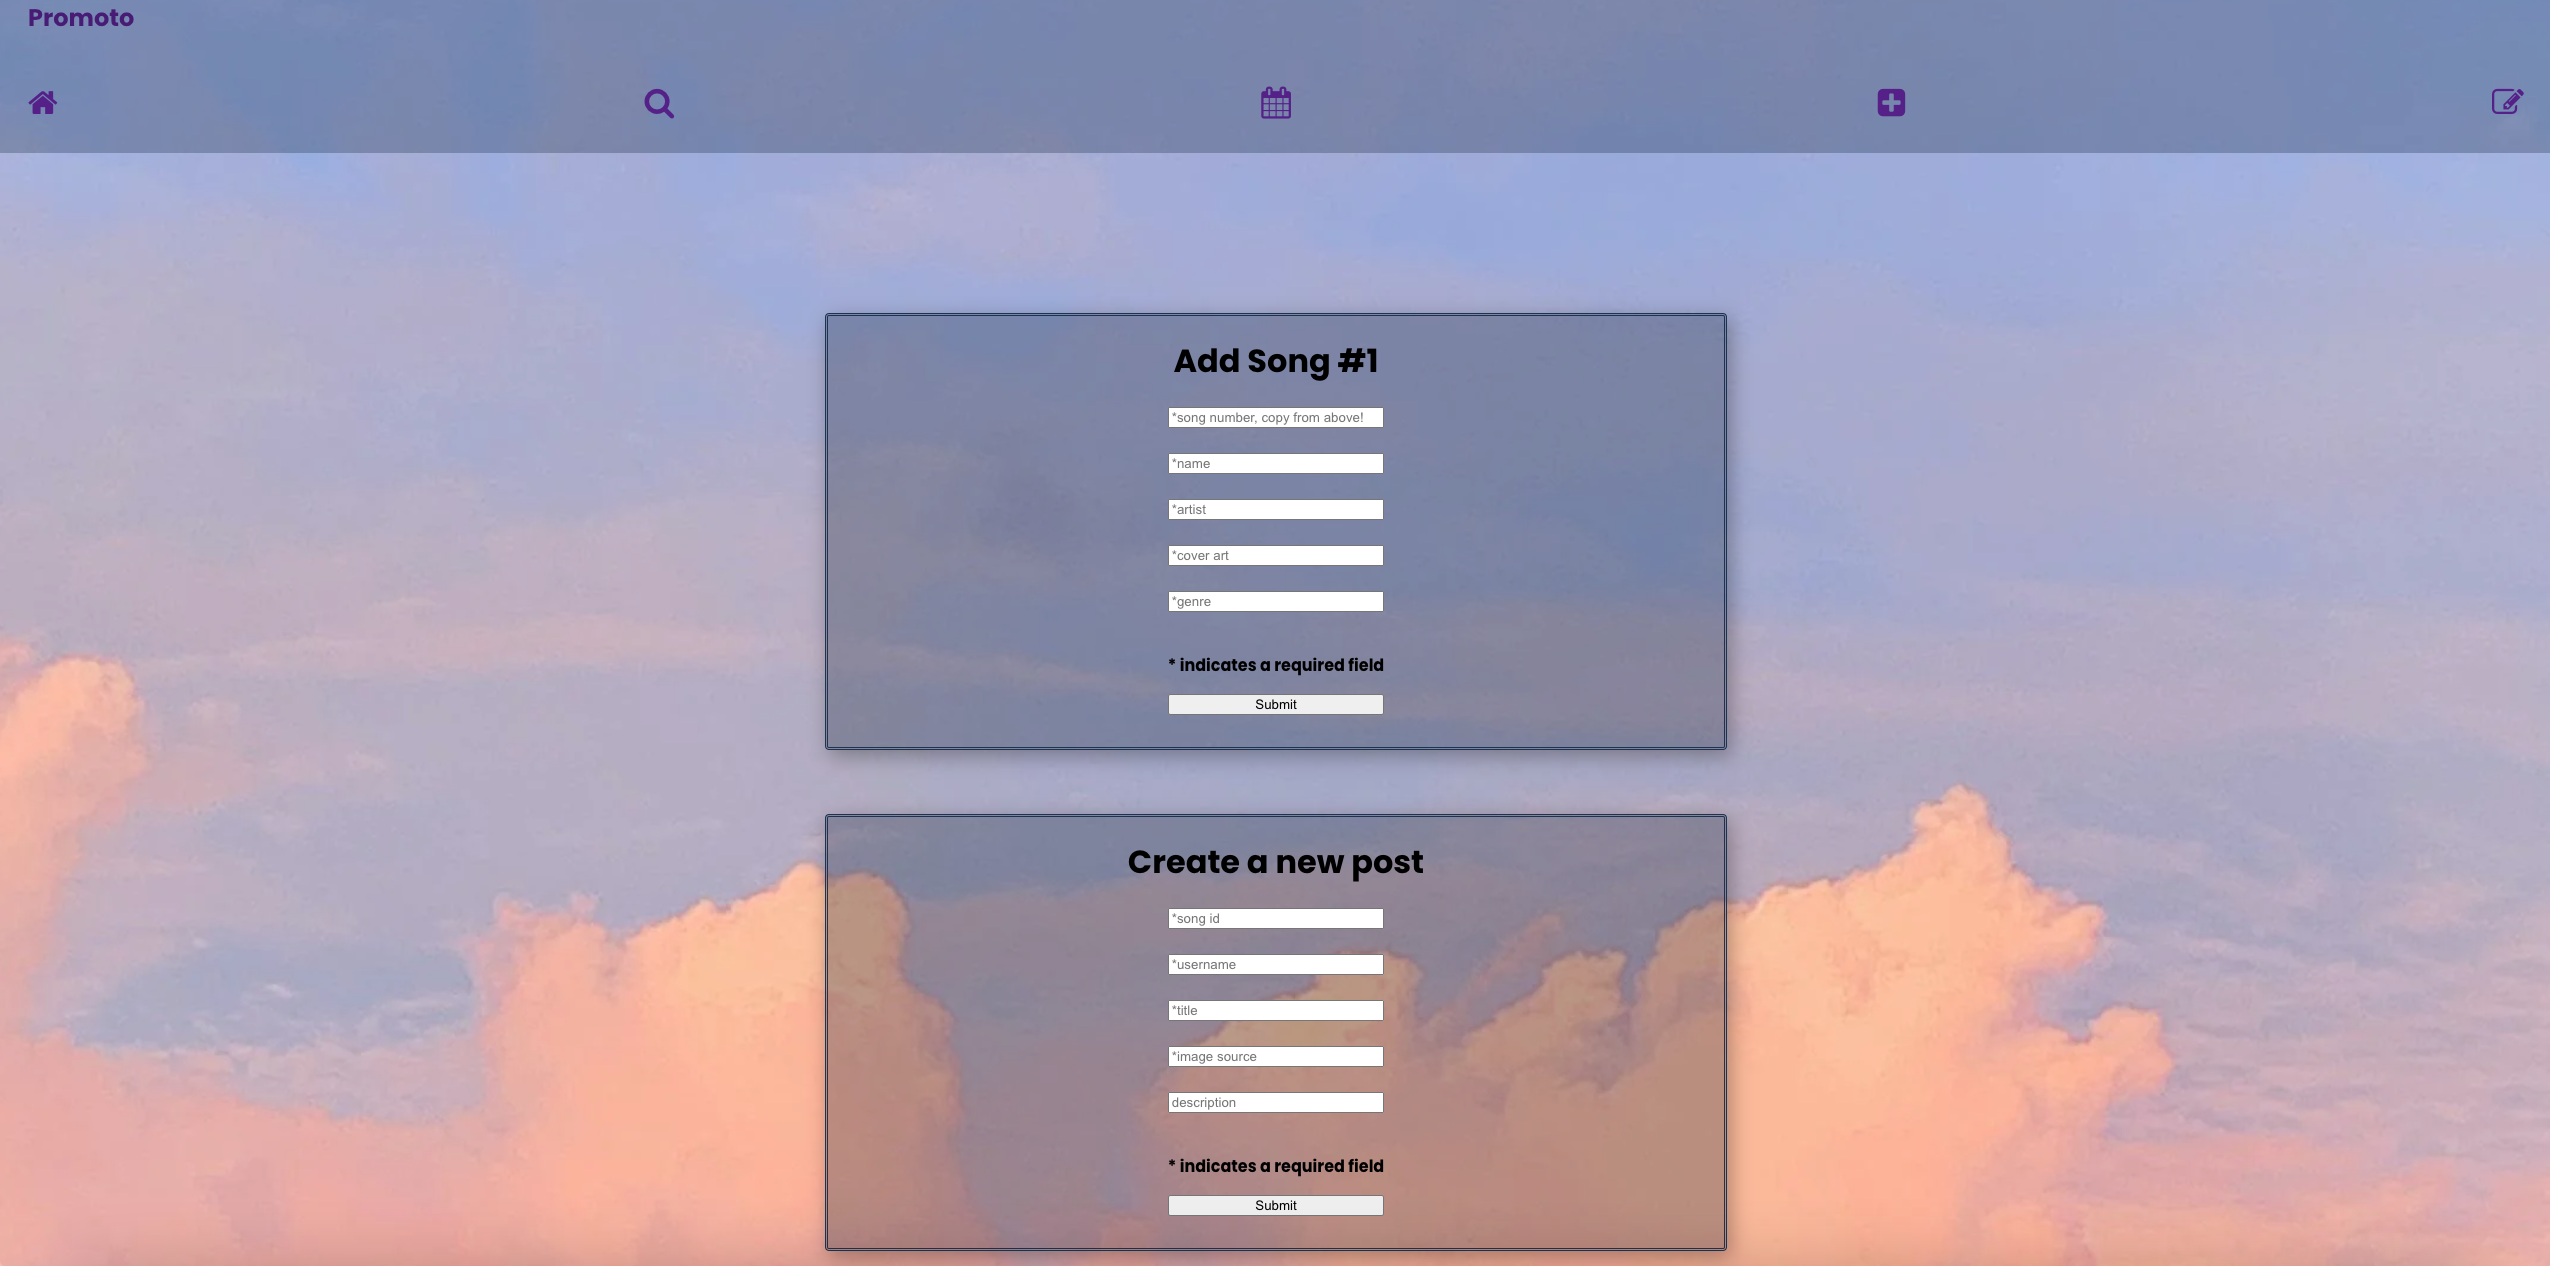 Promoto
Add Song #1
*song number, copy from above!
*name
*artist
*cover art
*genre
* indicates a required field
Submit
Create a new post
*song id
*username
*title
*image source
description
* indicates a required field
Submit